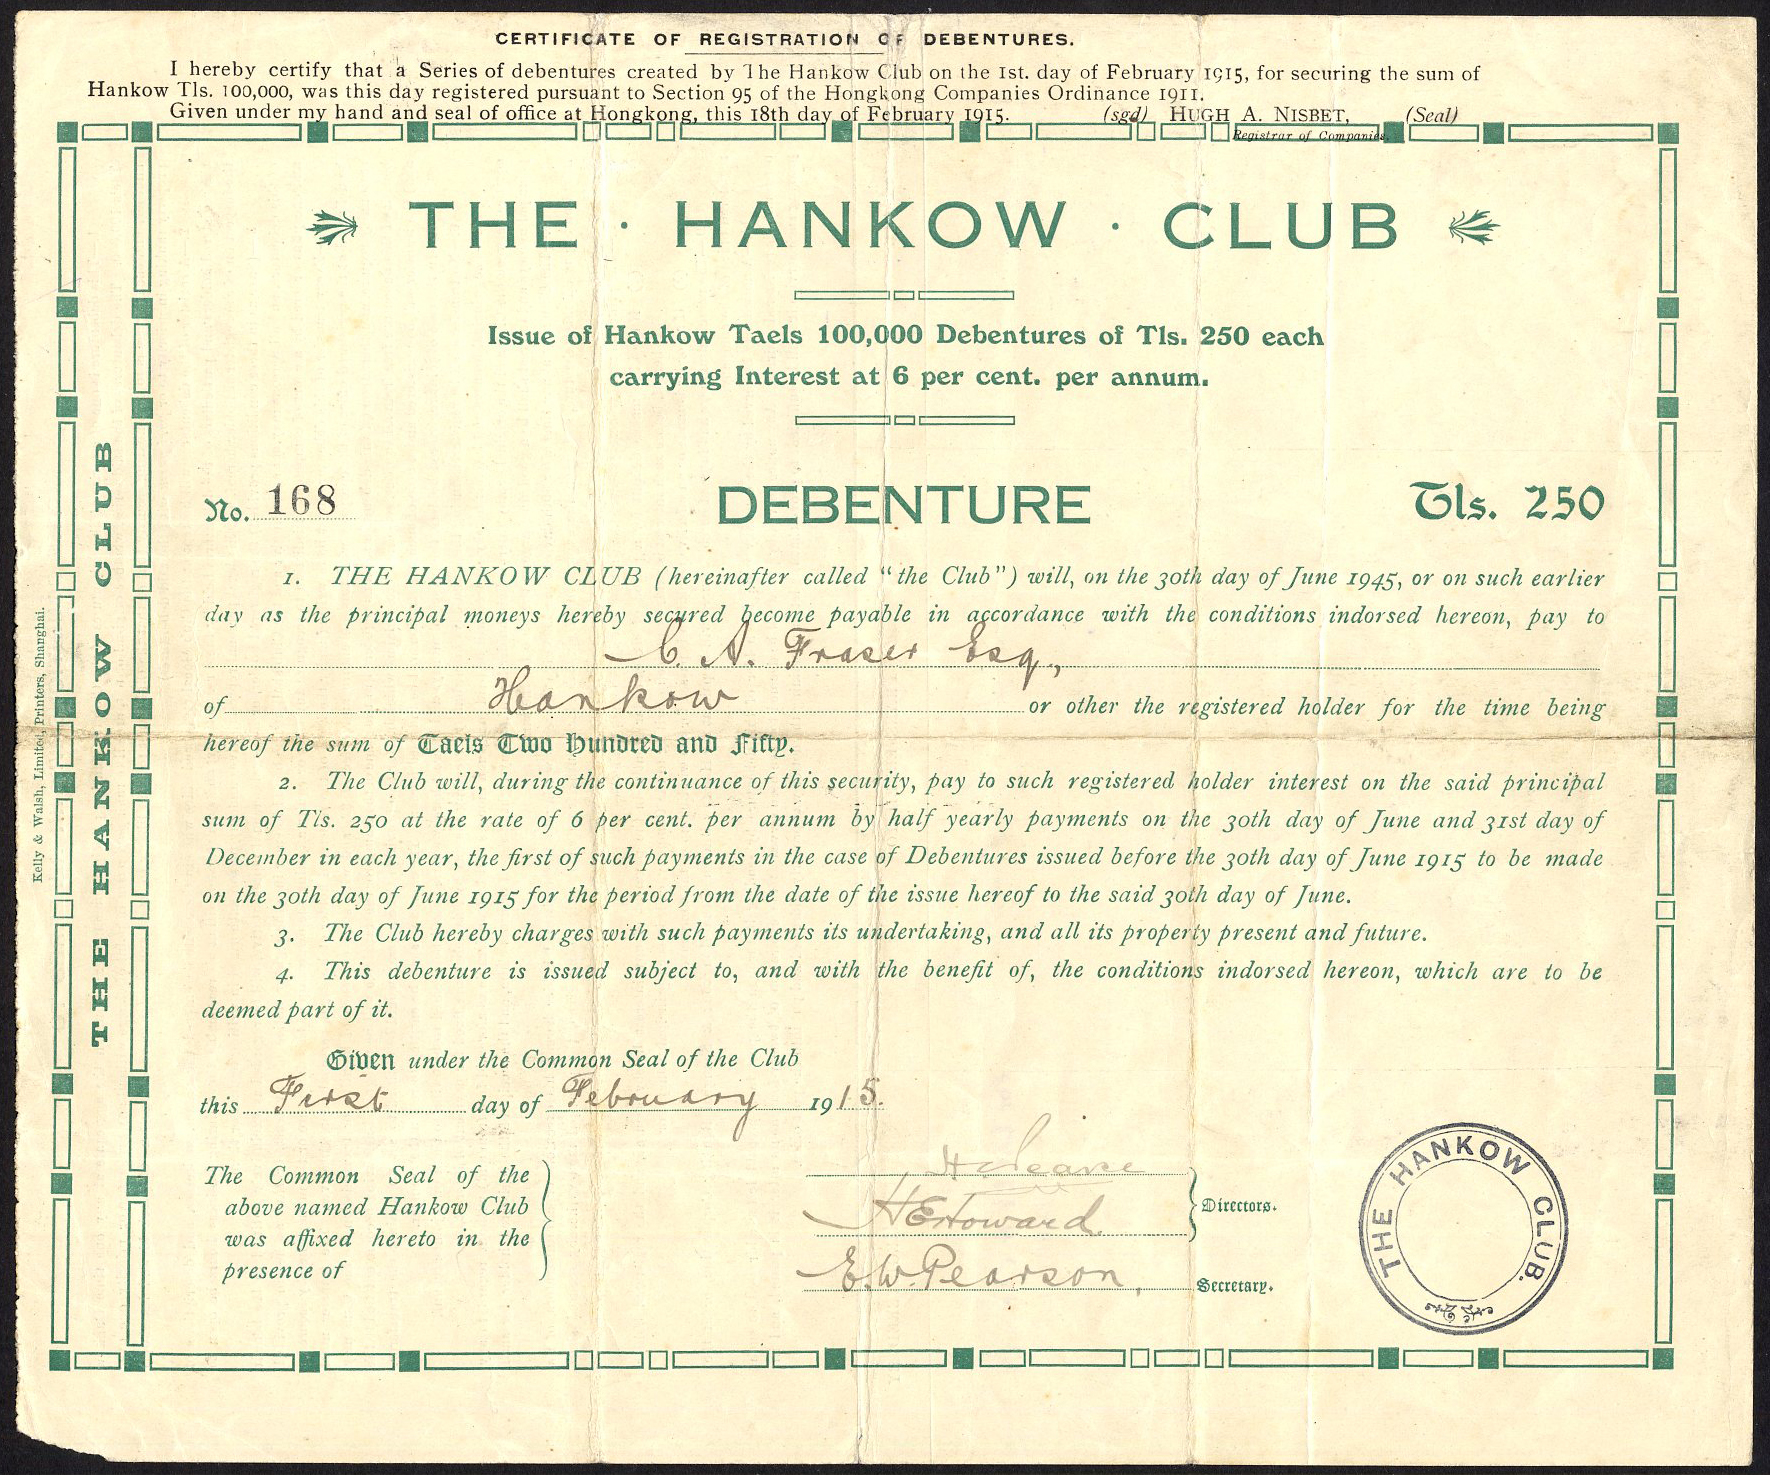 CERTIFICATE OF REGISTRATION OF DEBENTURES.
I hereby certify that a Series of debentures created by The Hankow Club on the 1st. day of February 1915, for securing the sum of
Hankow Tls. 100,000, was this day registered pursuant to Section 95 of the Hongkong Companies Ordinance 1911.
Given under my hand and seal of office at Hongkong, this 18th day of February 1915. (sgd) HUGH A. NISBET, (Seal)
Registrar of Companies.
THE · HANKOW · CLUB
Issue of Hankow Taels 100,000 Debentures of Tls. 250 each
carrying Interest at 6 per cent. per annum.
No. 168 DEBENTURE Tls. 250
1. THE HANKOW CLUB (hereinafter called "the Club") will, on the 30th day of June 1945, or on such earlier
day as the principal moneys hereby secured become payable in accordance with the conditions indorsed hereon, pay to
C. A. Fraser Esq.,
of Hankow or other the registered holder for the time being
hereof the sum of Taels Two Hundred and Fifty.
2. The Club will, during the continuance of this security, pay to such registered holder interest on the said principal
sum of Tls. 250 at the rate of 6 per cent. per annum by half yearly payments on the 30th day of June and 31st day of
December in each year, the first of such payments in the case of Debentures issued before the 30th day of June 1915 to be made
on the 30th day of June 1915 for the period from the date of the issue hereof to the said 30th day of June.
3. The Club hereby charges with such payments its undertaking, and all its property present and future.
4. This debenture is issued subject to, and with the benefit of, the conditions indorsed hereon, which are to be
deemed part of it.
Given under the Common Seal of the Club
this First day of February 1915.
The Common Seal of the
above named Hankow Club
was affixed hereto in the
presence of
H E Howard
Directors.
E. W. Pearson,
Secretary.
THE HANKOW CLUB.
THE HANKOW CLUB
Kelly & Walsh, Limited, Printers, Shanghai.